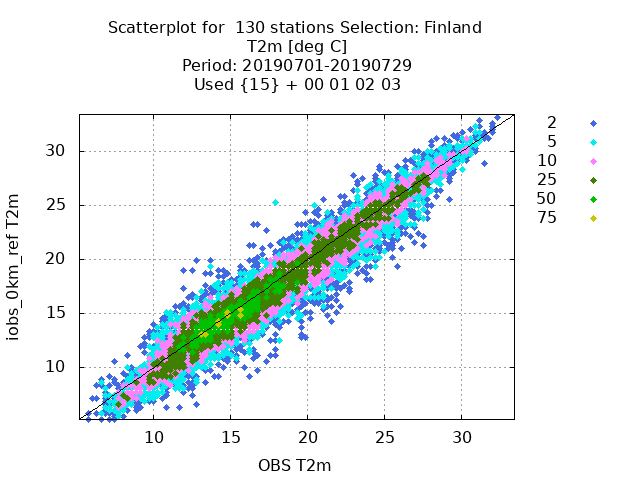 Scatterplot for  130 stations Selection: Finland
T2m [deg C]
Period: 20190701-20190729
Used {15} + 00 01 02 03
2
5
10
25
50
75
30
25
20
15
10
iobs_0km_ref T2m
10 15 20 25 30
OBS T2m